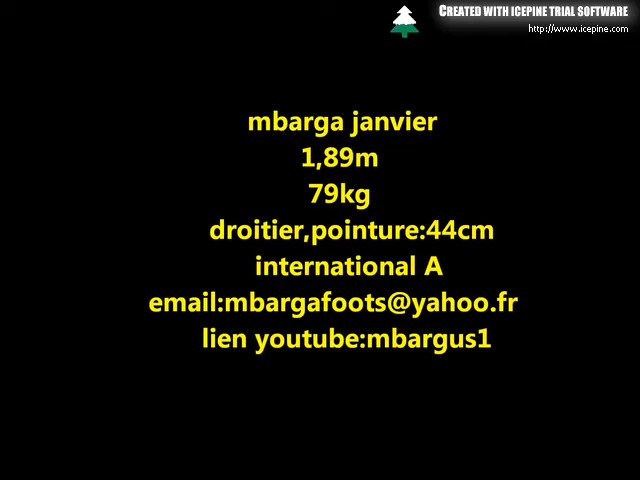 CREATED WITH ICEPINE TRIAL SOFTWARE
http://www.icepine.com
mbarga janvier
1,89m
79kg
droitier,pointure:44cm
international A
email:mbargafoots@yahoo.fr
lien youtube:mbargus1